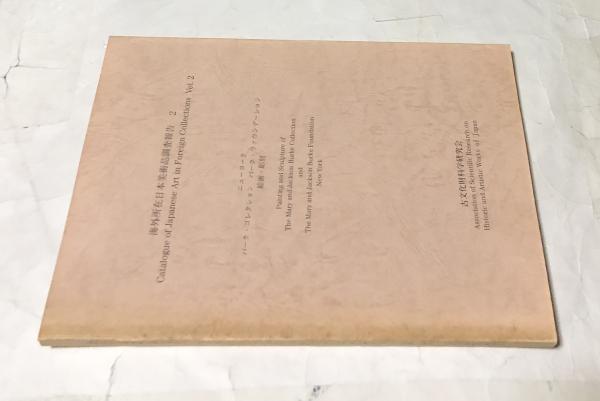 海外所在日本美術品調査報告 2
Catalogue of Japanese Art in Foreign Collections Vol. 2
ニューヨーク
バーク・コレクション バーク・ファウンデーション
絵画・彫刻
Painting and Sculpture of
The Mary and Jackson Burke Collection
and
The Mary and Jackson Burke Foundation
New York
古文化財科学研究会
Association of Scientific Research on
Historic and Artistic Works of Japan